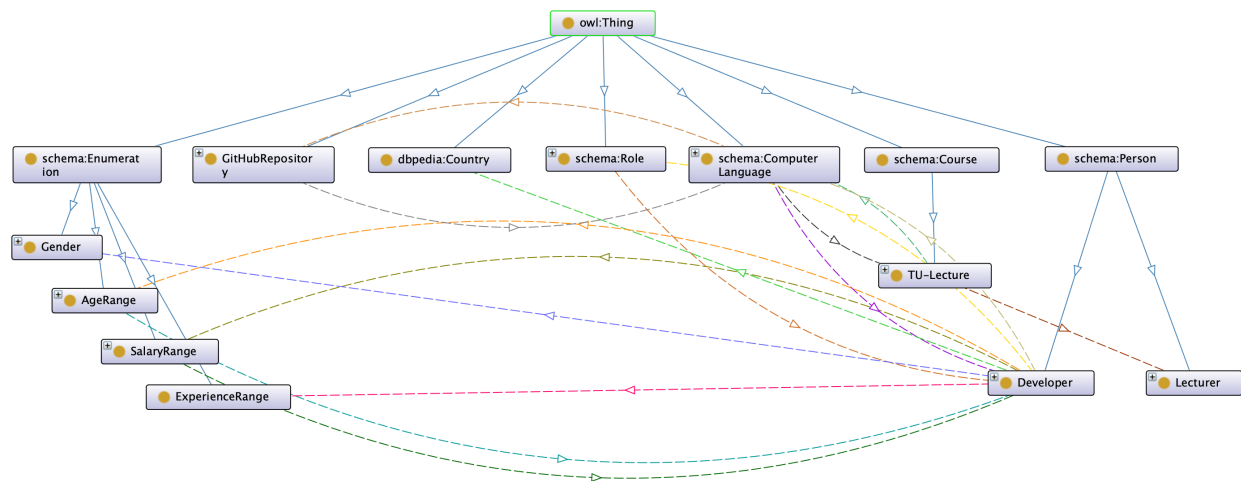 owl:Thing
schema:Enumerat
ion
GitHubRepositor
y
dbpedia:Country
schema:Role
schema:Computer
Language
schema:Course
schema:Person
Gender
TU-Lecture
AgeRange
SalaryRange
ExperienceRange
Developer
Lecturer